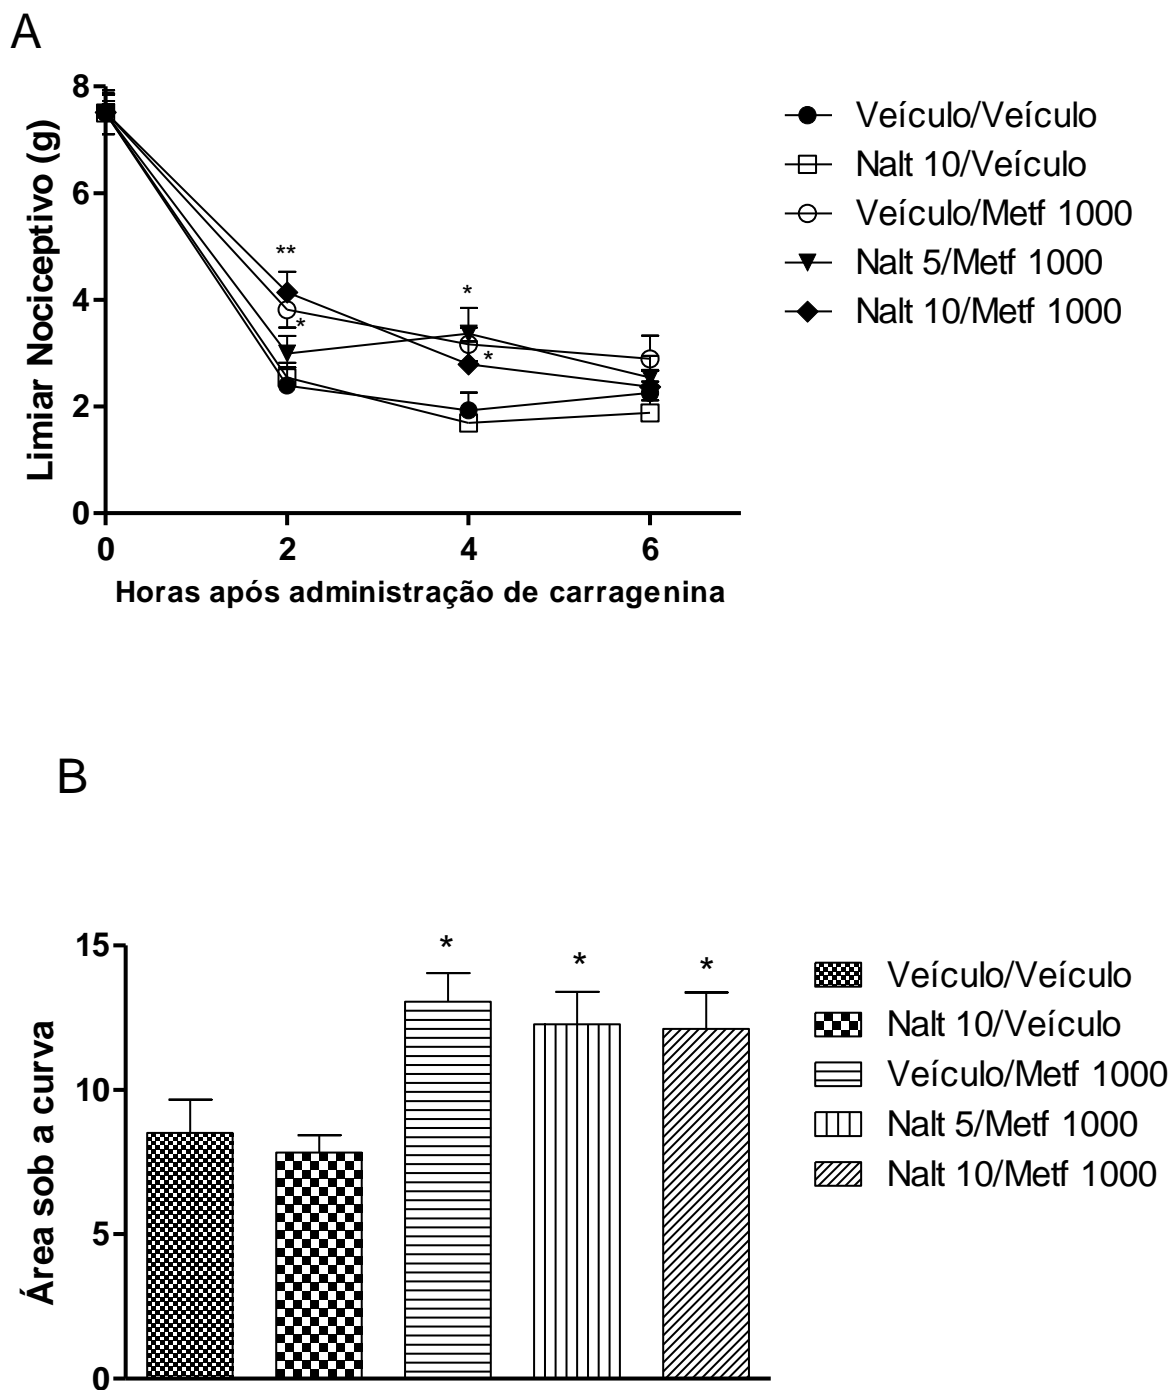 A
8
6
4
2
0
Limiar Nociceptivo (g)
**
*
*
*
0 2 4 6
Horas após administração de carragenina
Veículo/Veículo
Nalt 10/Veículo
Veículo/Metf 1000
Nalt 5/Metf 1000
Nalt 10/Metf 1000
B
15
10
5
0
Área sob a curva
* * *
Veículo/Veículo
Nalt 10/Veículo
Veículo/Metf 1000
Nalt 5/Metf 1000
Nalt 10/Metf 1000